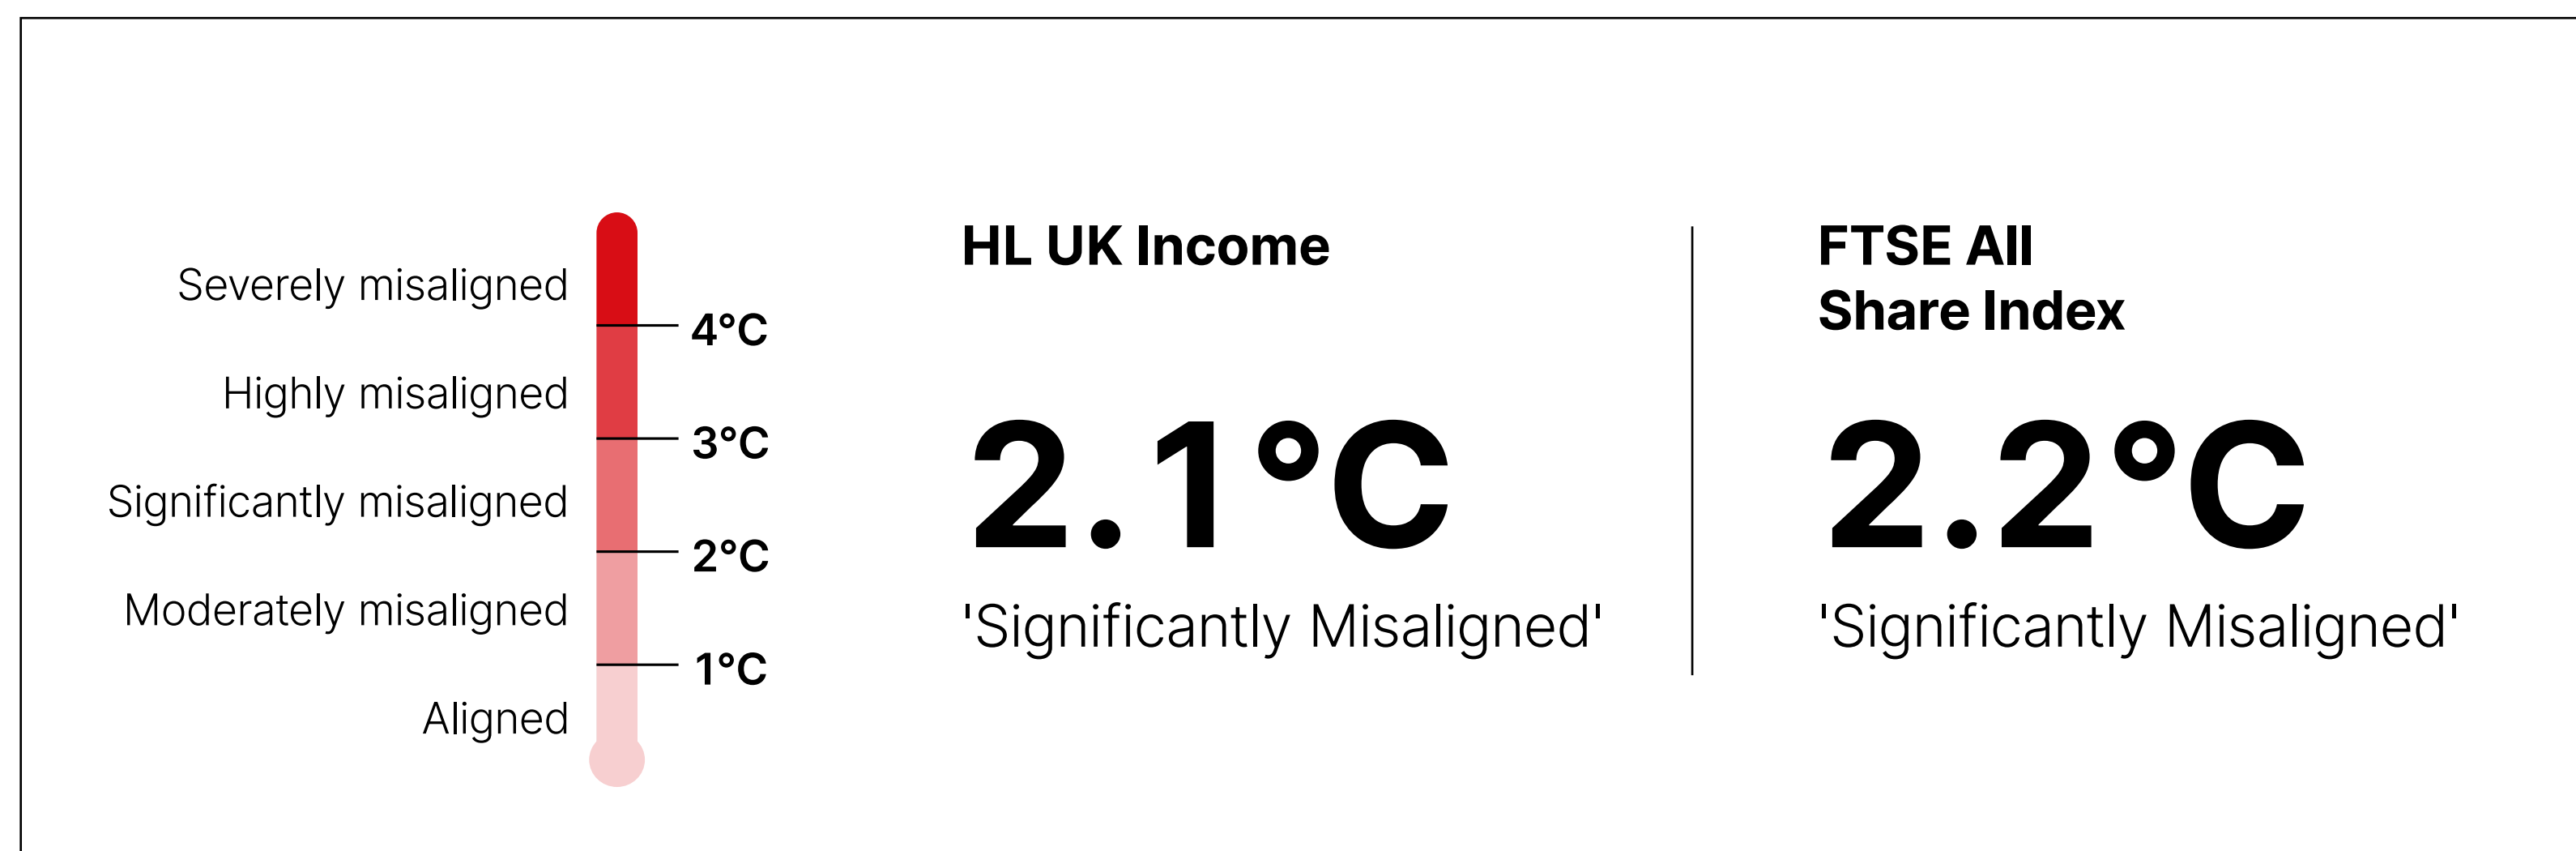 Severely misaligned
4°C
Highly misaligned
3°C
Significantly misaligned
2°C
Moderately misaligned
1°C
Aligned
HL UK Income
2.1°C
'Significantly Misaligned'
FTSE All
Share Index
2.2°C
'Significantly Misaligned'